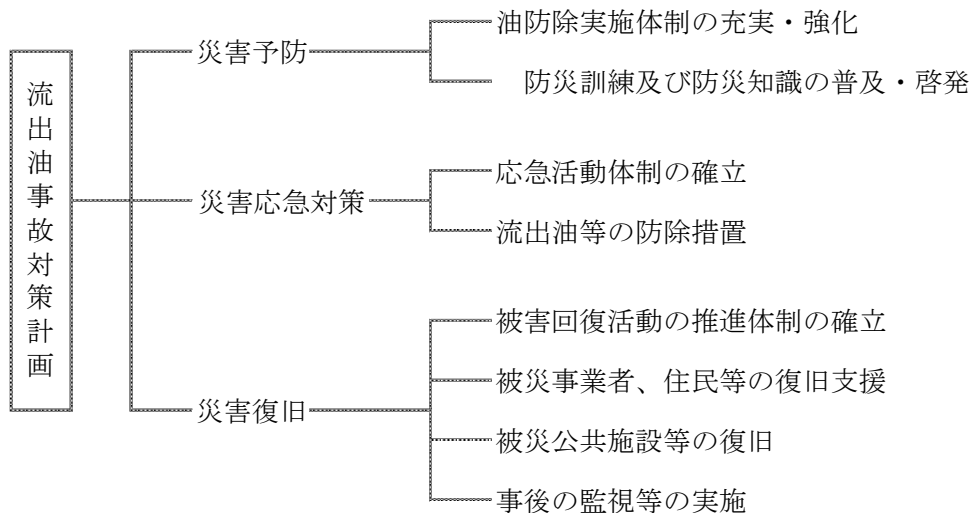 流出油事故対策計画
災害予防
油防除実施体制の充実・強化
防災訓練及び防災知識の普及・啓発
災害応急対策
応急活動体制の確立
流出油等の防除措置
災害復旧
被害回復活動の推進体制の確立
被災事業者、住民等の復旧支援
被災公共施設等の復旧
事後の監視等の実施